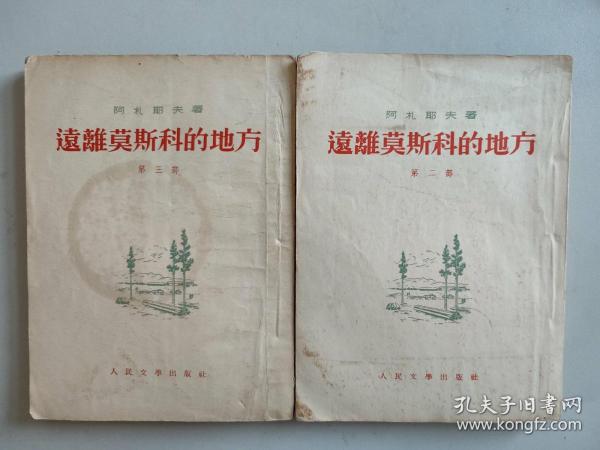 阿札耶夫著
遠離莫斯科的地方
第三部
人民文學出版社
阿札耶夫著
遠離莫斯科的地方
第二部
人民文學出版社
孔夫子旧書网
www.kongfz.com